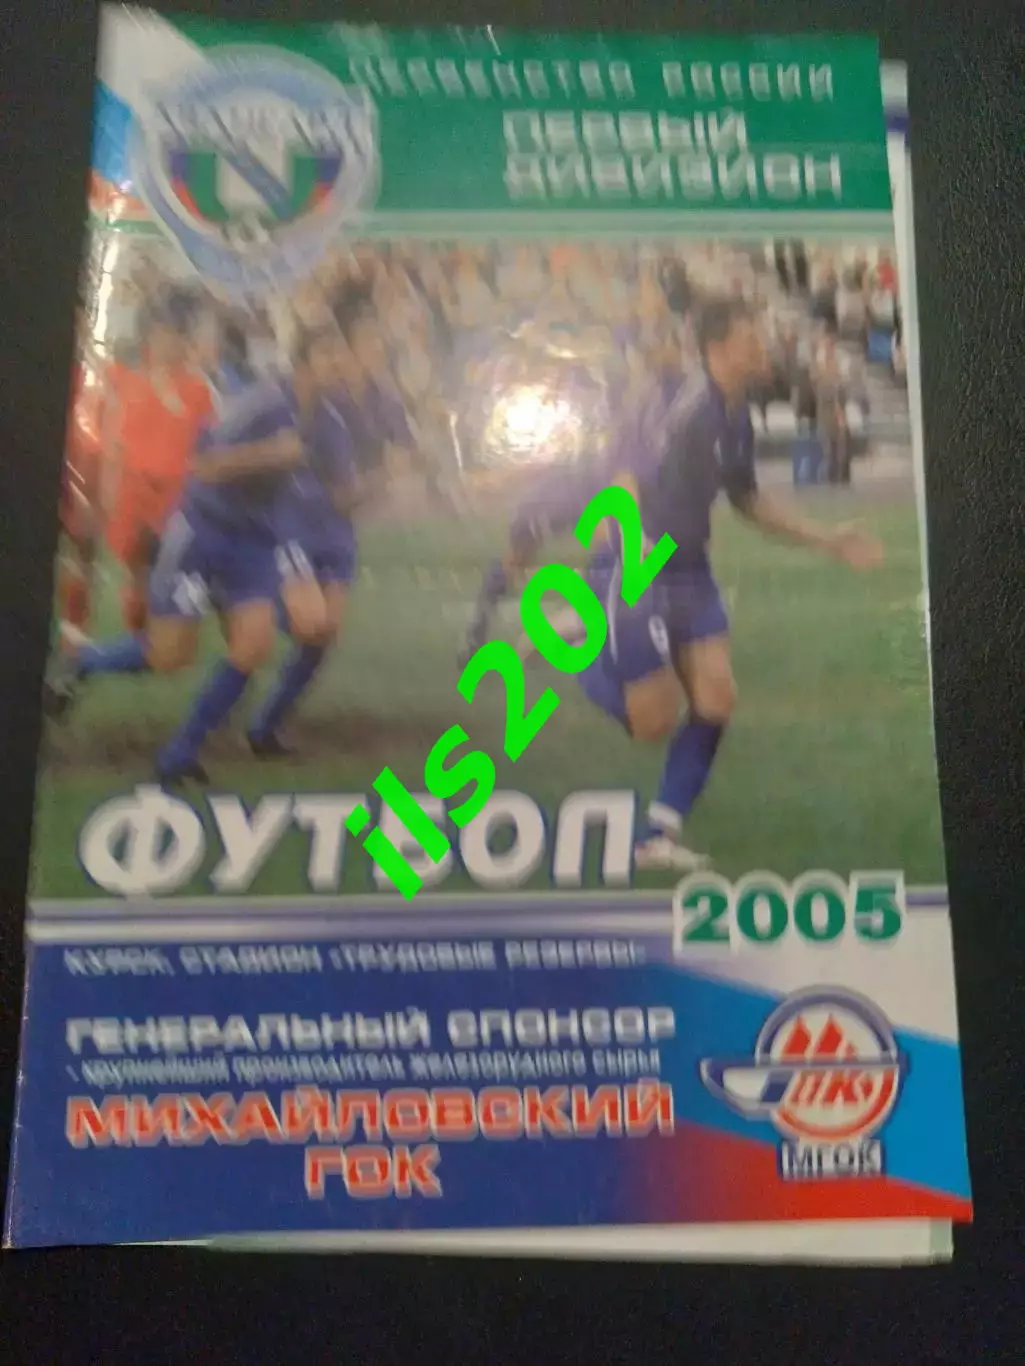 ПЕРВЕНСТВО РОССИИ
ПЕРВЫЙ
ДИВИЗИОН
ФУТБОЛ
2005
КУРСК, СТАДИОН «ТРУДОВЫЕ РЕЗЕРВЫ»
ГЕНЕРАЛЬНЫЙ СПОНСОР
- крупнейший производитель железорудного сырья
МИХАЙЛОВСКИЙ
ГОК
МГОК
ils202